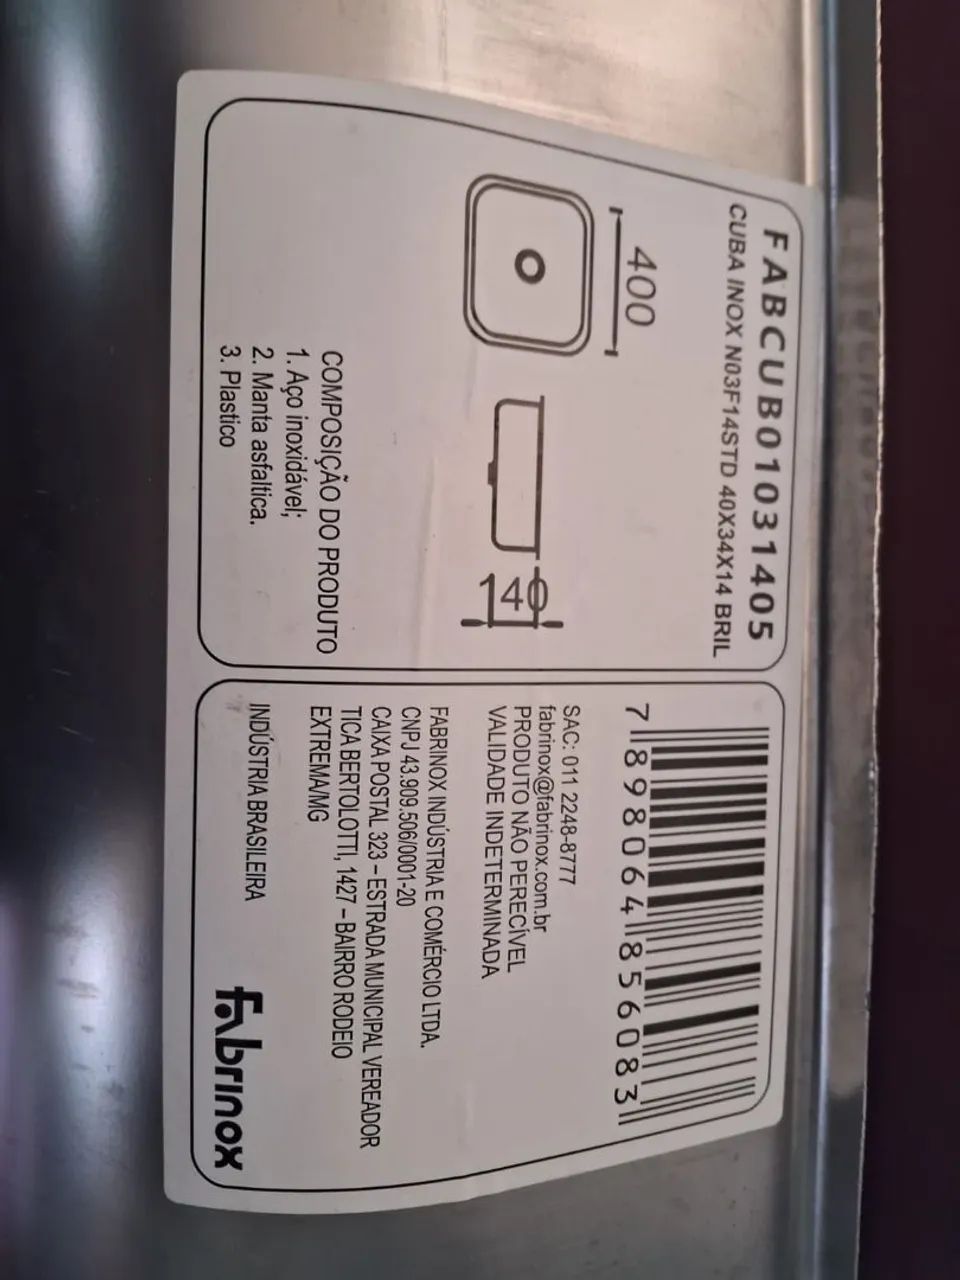 FABCUB01031405
CUBA INOX N03F14STD 40X34X14 BRIL
400
140
COMPOSIÇÃO DO PRODUTO
1. Aço inoxidável;
2. Manta asfaltica.
3. Plastico
7 898064 856083
SAC: 011 2248-8777
fabrinox@fabrinox.com.br
PRODUTO NÃO PERECÍVEL
VALIDADE INDETERMINADA
FABRINOX INDÚSTRIA E COMÉRCIO LTDA.
CNPJ 43.909.506/0001-20
CAIXA POSTAL 323 – ESTRADA MUNICIPAL VEREADOR
TICA BERTOLOTTI, 1427 – BAIRRO RODEIO
EXTREMA/MG
INDÚSTRIA BRASILEIRA
fabrinox